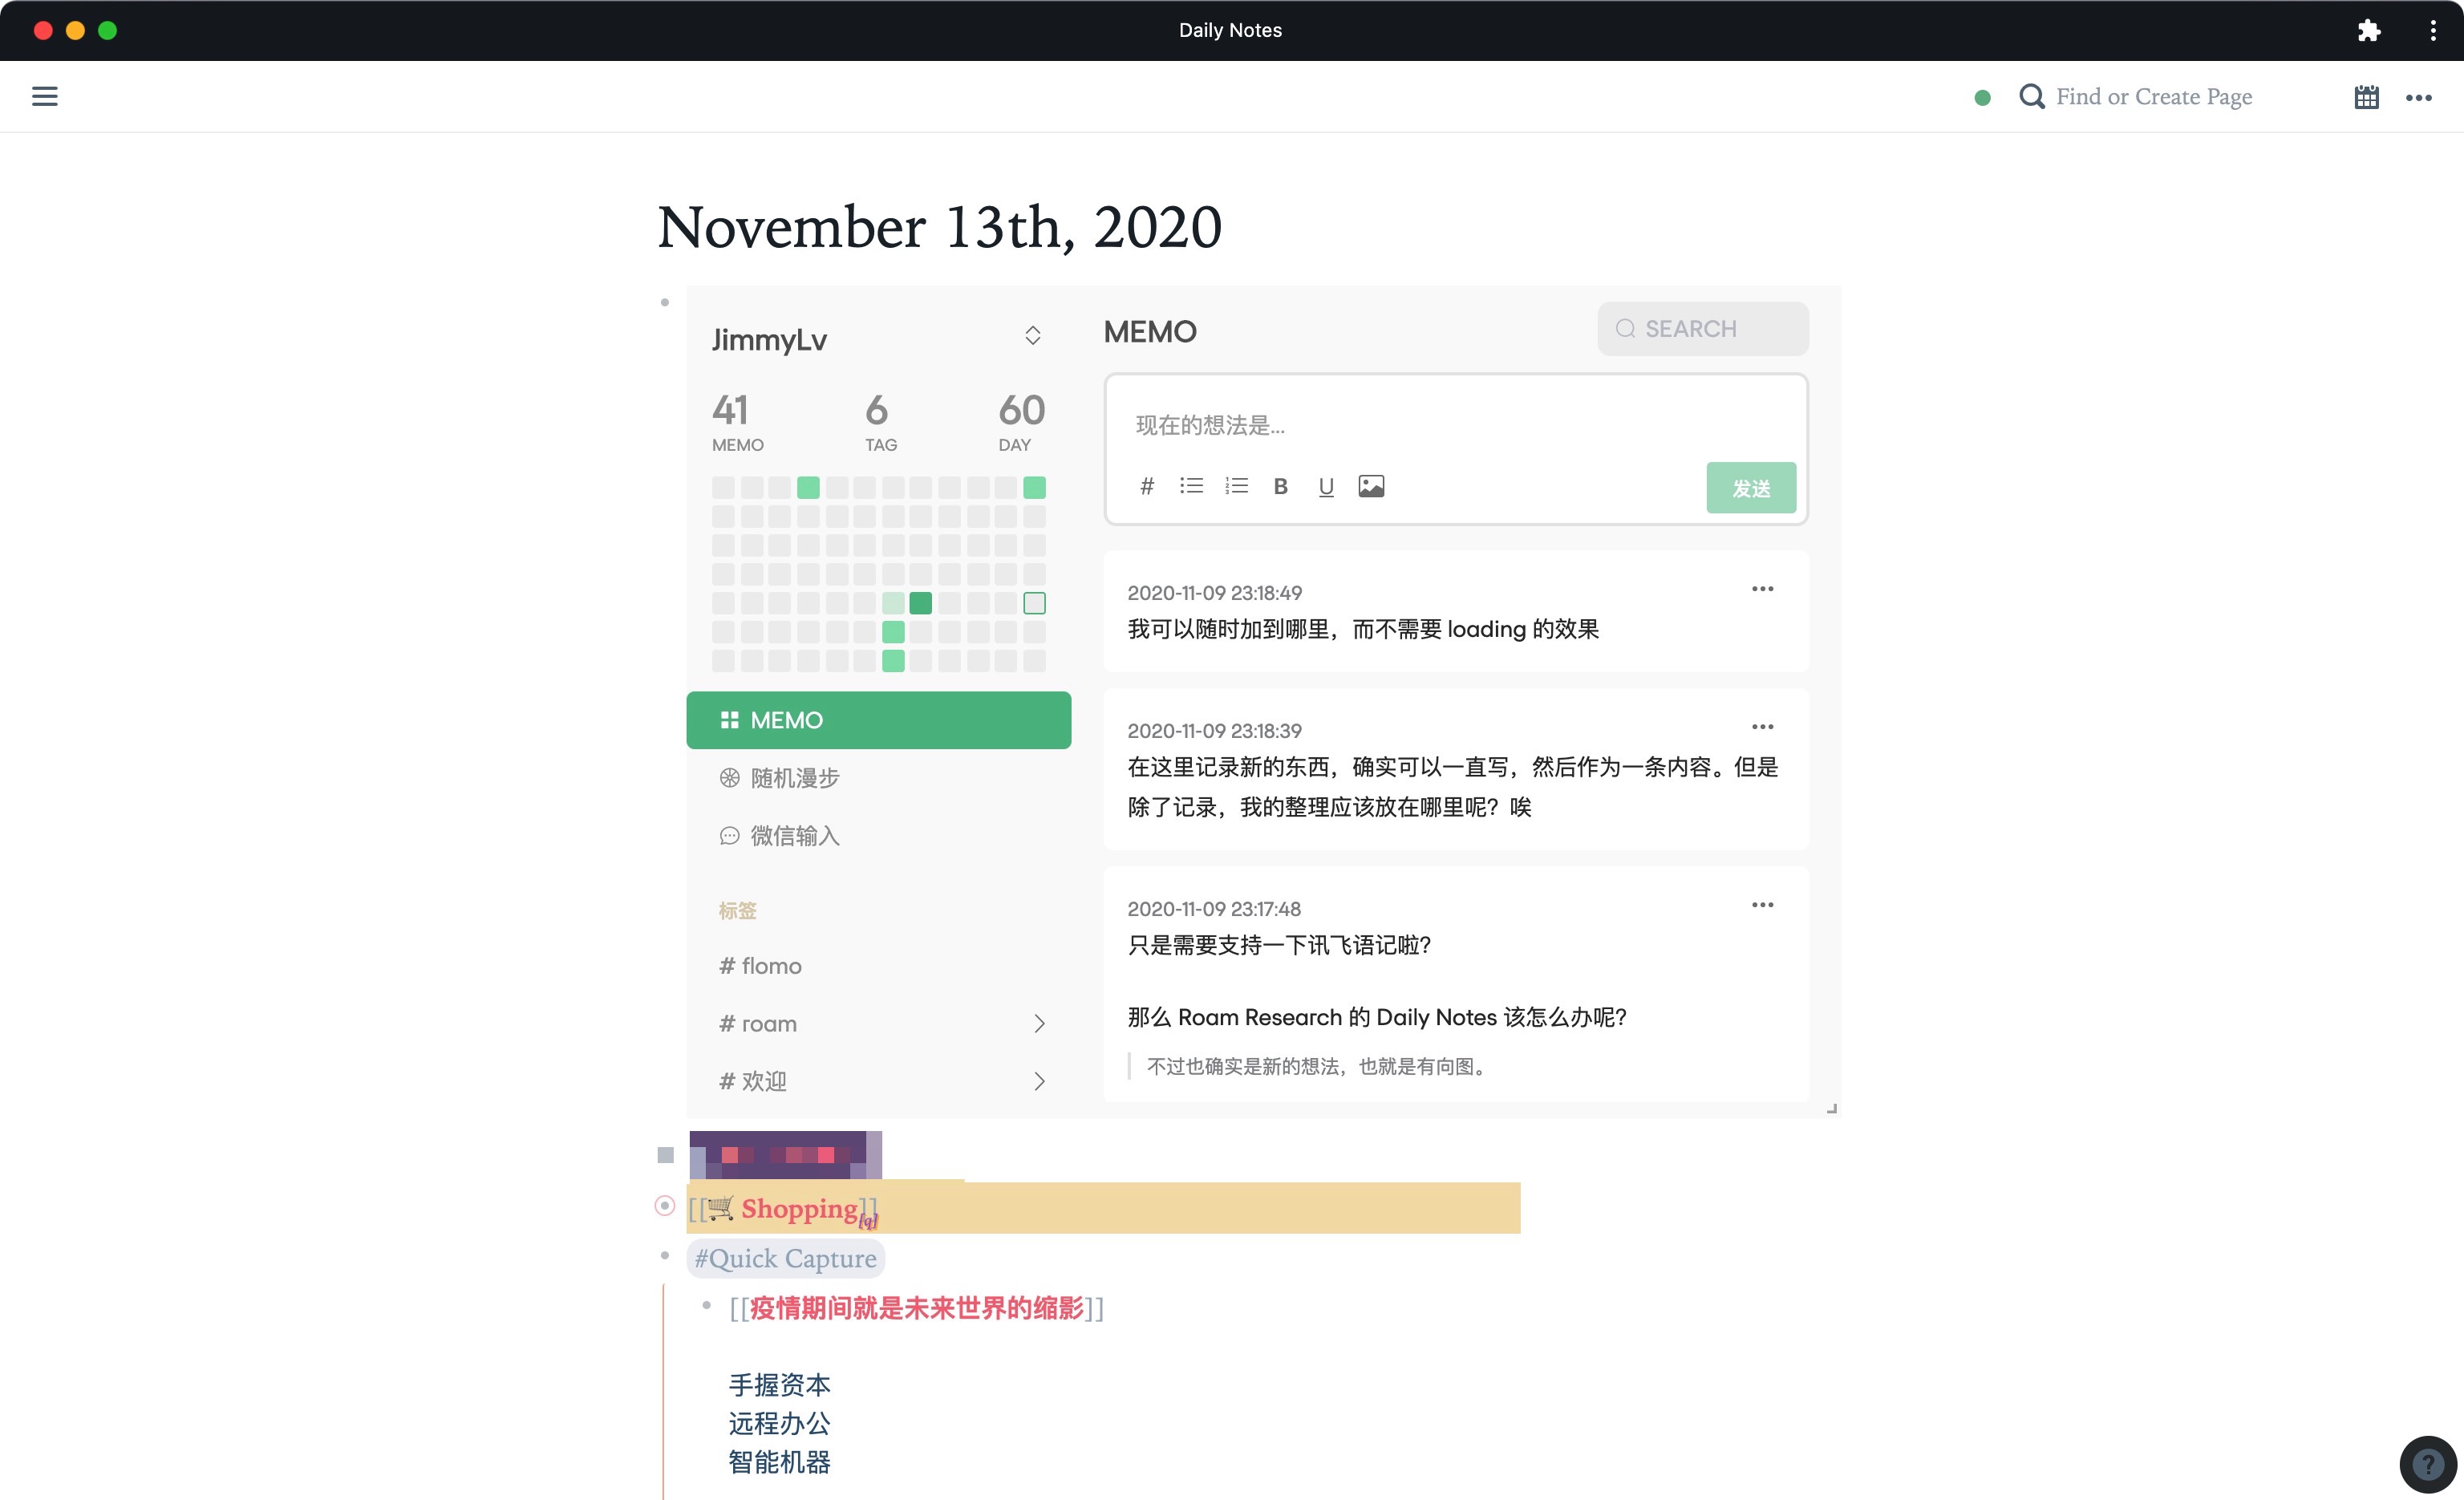 Daily Notes
Find or Create Page
November 13th, 2020
JimmyLv
41
6
60
MEMO
TAG
DAY
MEMO
随机漫步
微信输入
标签
# flomo
# roam
# 欢迎
MEMO
SEARCH
现在的想法是...
# B U
发送
2020-11-09 23:18:49
我可以随时加到哪里，而不需要 loading 的效果
2020-11-09 23:18:39
在这里记录新的东西，确实可以一直写，然后作为一条内容。但是
除了记录，我的整理应该放在哪里呢？唉
2020-11-09 23:17:48
只是需要支持一下讯飞语记啦？
那么 Roam Research 的 Daily Notes 该怎么办呢？
不过也确实是新的想法，也就是有向图。
[[🛒 Shopping]]
[q]
#Quick Capture
[[疫情期间就是未来世界的缩影]]
手握资本
远程办公
智能机器
?